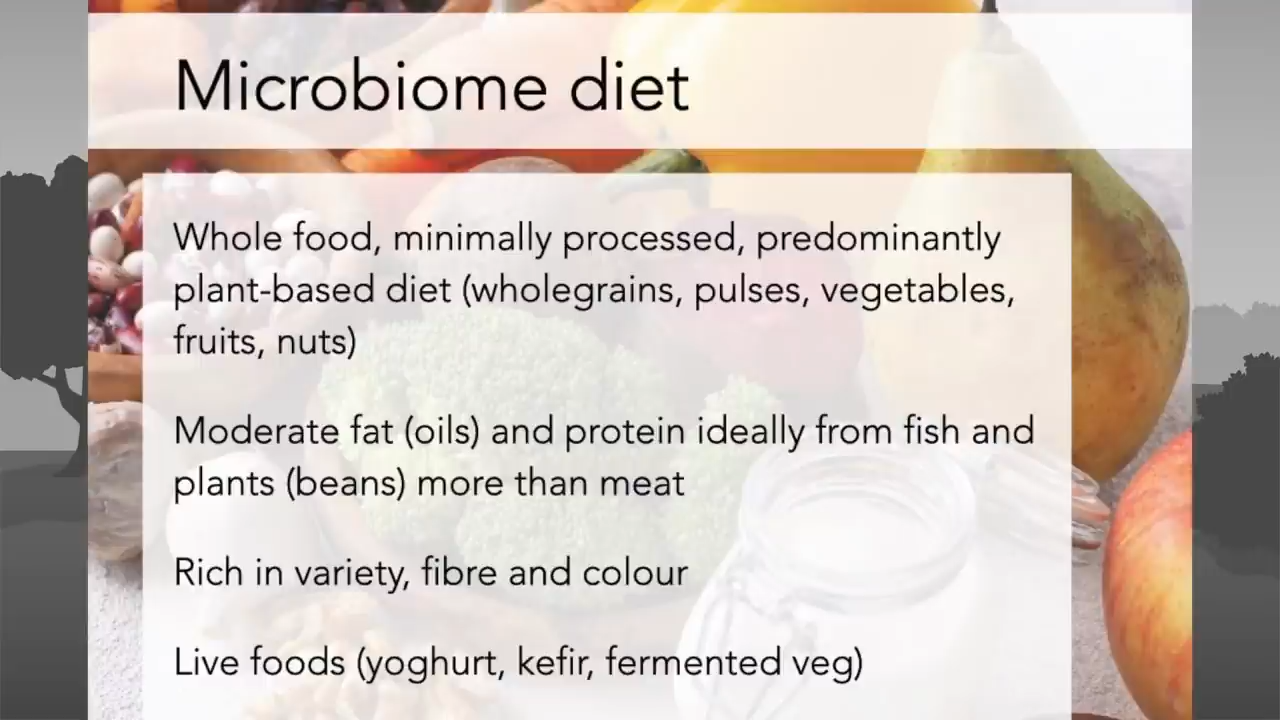 Microbiome diet
Whole food, minimally processed, predominantly
plant-based diet (wholegrains, pulses, vegetables,
fruits, nuts)
Moderate fat (oils) and protein ideally from fish and
plants (beans) more than meat
Rich in variety, fibre and colour
Live foods (yoghurt, kefir, fermented veg)